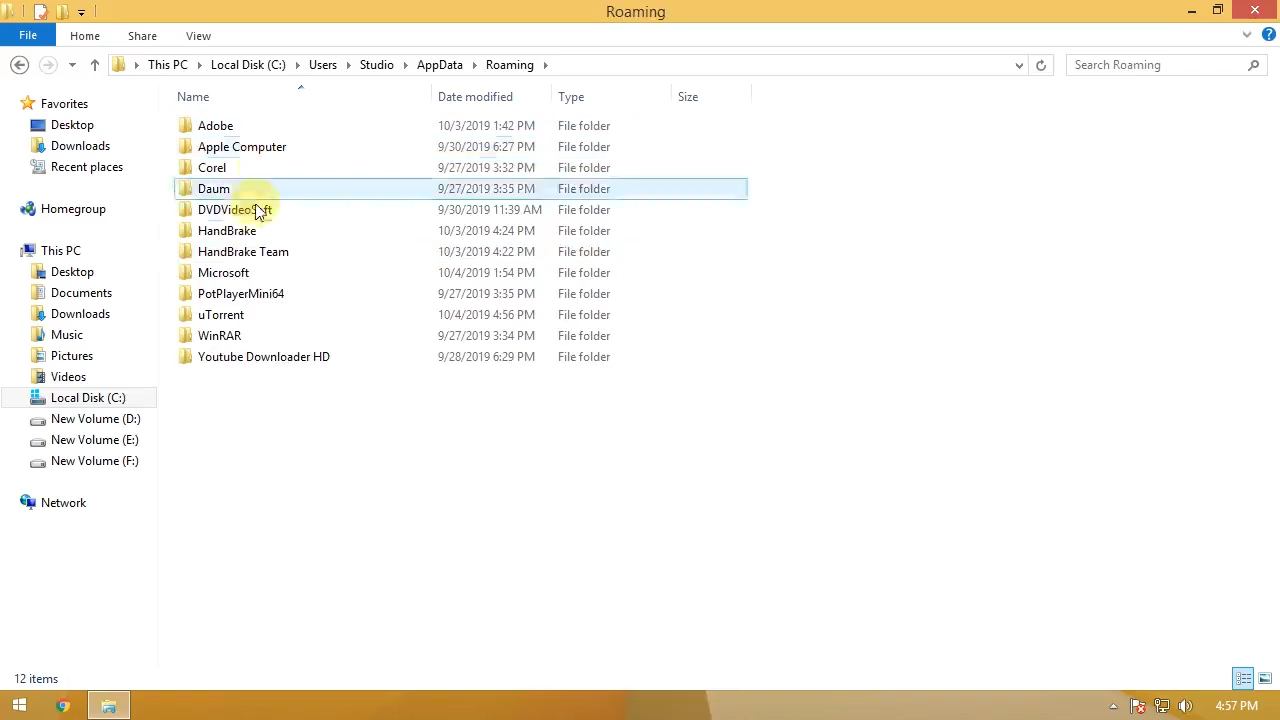 Roaming
File Home Share View
This PC Local Disk (C:) Users Studio AppData Roaming Search Roaming
Name Date modified Type Size
Favorites
Desktop
Downloads
Recent places
Homegroup
This PC
Desktop
Documents
Downloads
Music
Pictures
Videos
Local Disk (C:)
New Volume (D:)
New Volume (E:)
New Volume (F:)
Network
Adobe 10/3/2019 1:42 PM File folder
Apple Computer 9/30/2019 6:27 PM File folder
Corel 9/27/2019 3:32 PM File folder
Daum 9/27/2019 3:35 PM File folder
DVDVideoSoft 9/30/2019 11:39 AM File folder
HandBrake 10/3/2019 4:24 PM File folder
HandBrake Team 10/3/2019 4:22 PM File folder
Microsoft 10/4/2019 1:54 PM File folder
PotPlayerMini64 9/27/2019 3:35 PM File folder
uTorrent 10/4/2019 4:56 PM File folder
WinRAR 9/27/2019 3:34 PM File folder
Youtube Downloader HD 9/28/2019 6:29 PM File folder
12 items
4:57 PM